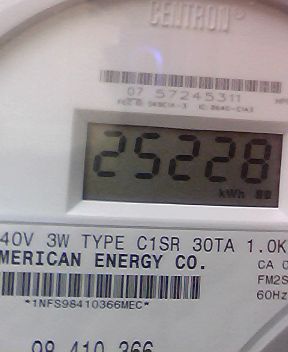 CENTRON®
07 57245311
25228
kWh
40V 3W TYPE C1SR 30TA 1.0K
MERICAN ENERGY CO.
CA 0
FM2S
60Hz
*1NFS98410366MEC*
98 410 366